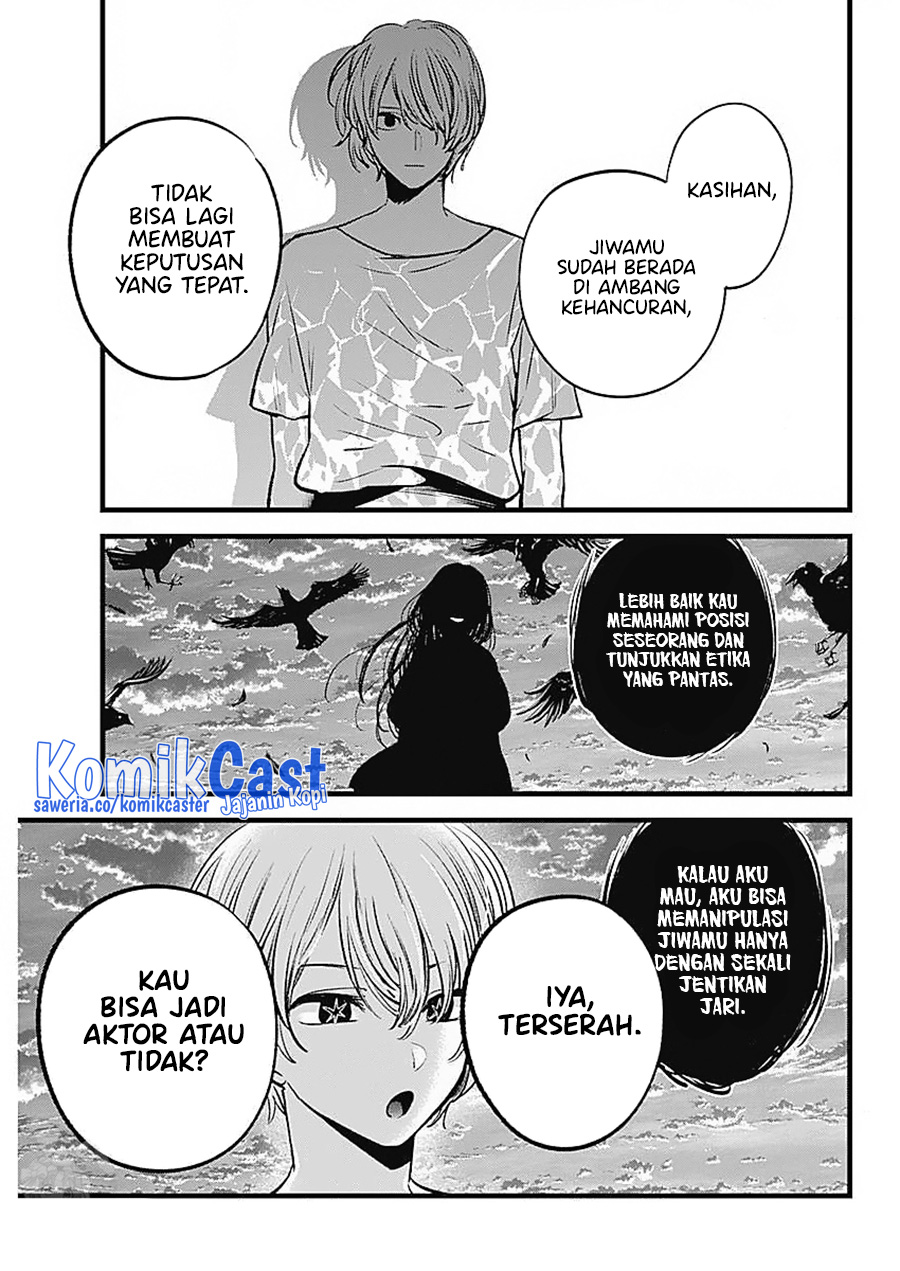 KASIHAN,
JIWAMU
SUDAH BERADA
DI AMBANG
KEHANCURAN,
TIDAK
BISA LAGI
MEMBUAT
KEPUTUSAN
YANG TEPAT.
LEBIH BAIK KAU
MEMAHAMI POSISI
SESEORANG DAN
TUNJUKKAN ETIKA
YANG PANTAS.
KomikCast
saweria.co/komikcaster Jajanin Kopi
KALAU AKU
MAU, AKU BISA
MEMANIPULASI
JIWAMU HANYA
DENGAN SEKALI
JENTIKAN
JARI.
IYA,
TERSERAH.
KAU
BISA JADI
AKTOR ATAU
TIDAK?